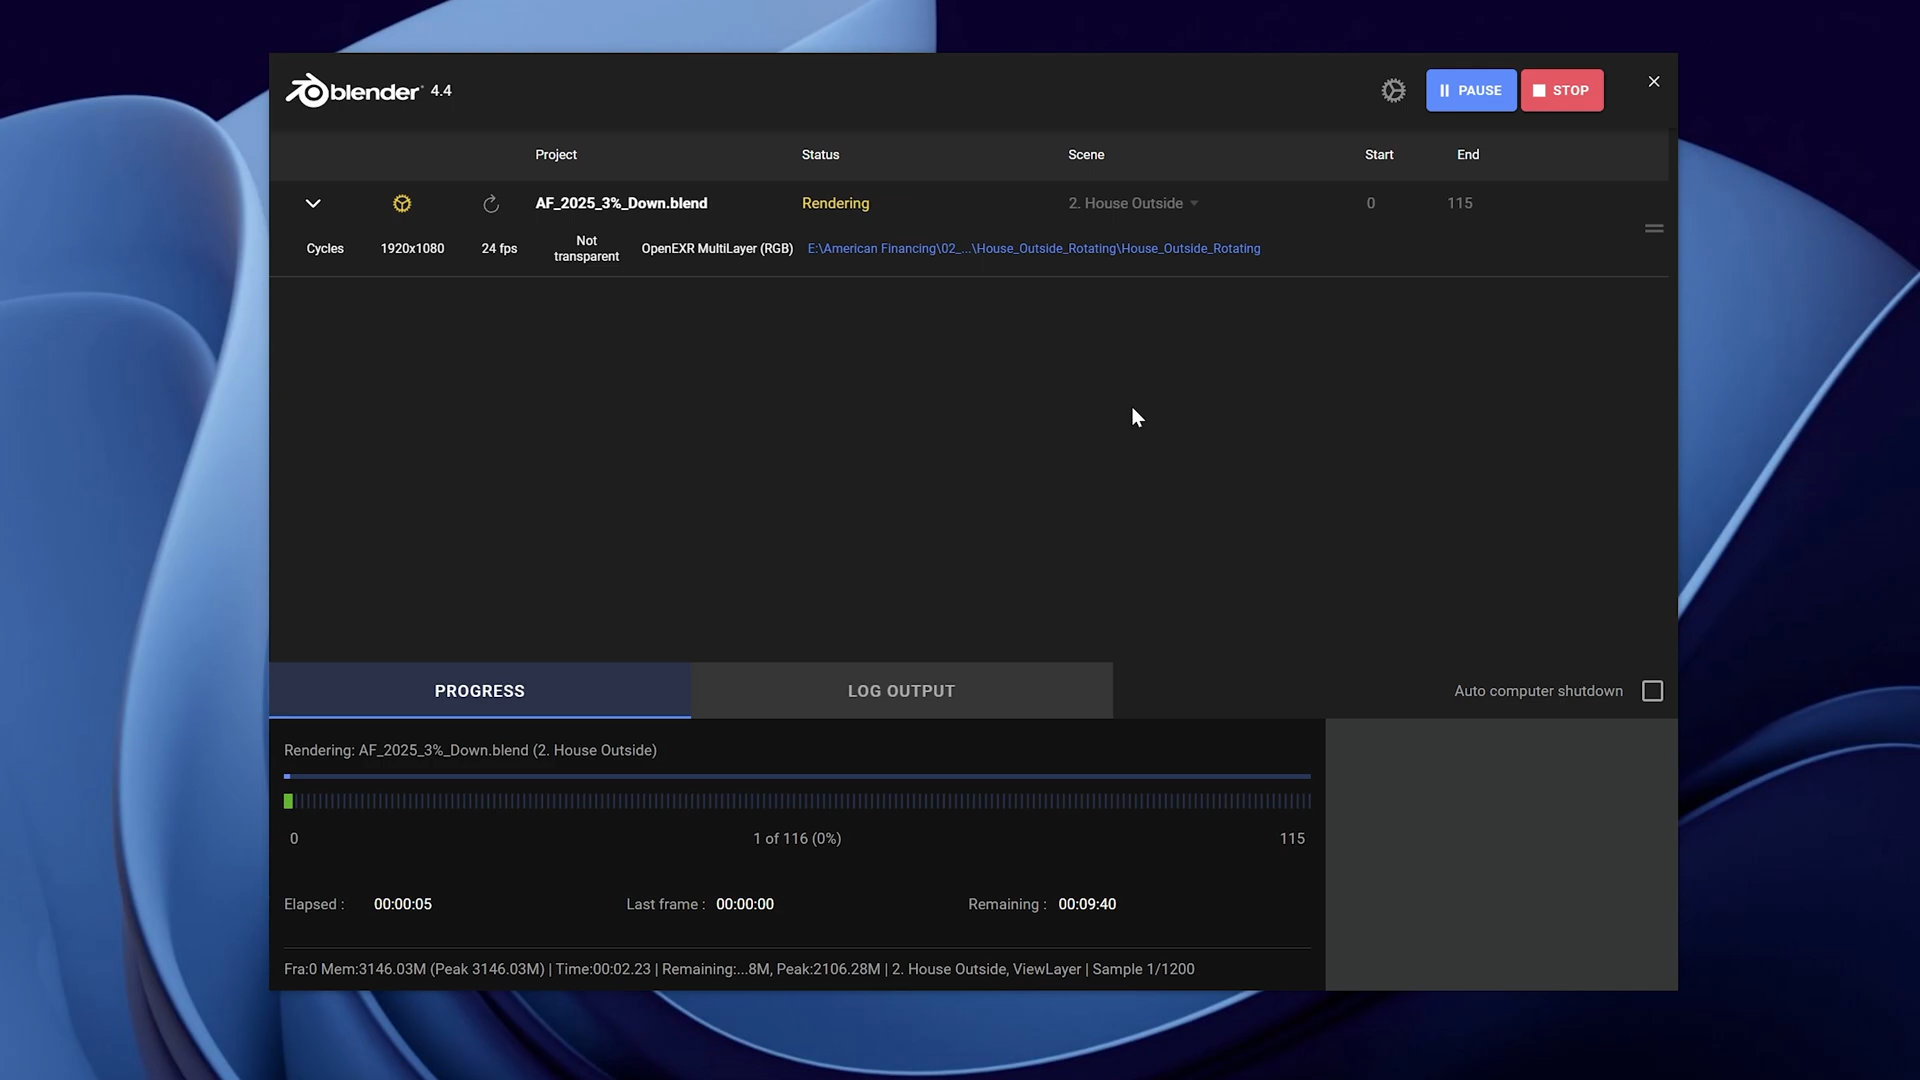 blender 4.4
PAUSE
STOP
Project Status Scene Start End
AF_2025_3%_Down.blend Rendering 2. House Outside 0 115
Cycles 1920x1080 24 fps Not transparent OpenEXR MultiLayer (RGB) E:\American Financing\02_...\House_Outside_Rotating\House_Outside_Rotating
PROGRESS LOG OUTPUT Auto computer shutdown
Rendering: AF_2025_3%_Down.blend (2. House Outside)
0 1 of 116 (0%) 115
Elapsed : 00:00:05 Last frame : 00:00:00 Remaining : 00:09:40
Fra:0 Mem:3146.03M (Peak 3146.03M) | Time:00:02.23 | Remaining:...8M, Peak:2106.28M | 2. House Outside, ViewLayer | Sample 1/1200